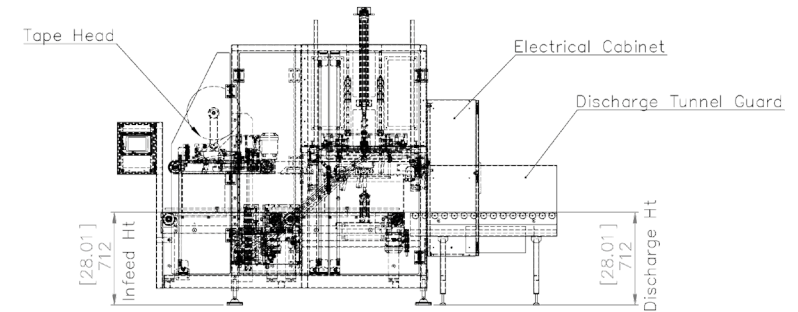 Tape Head
Electrical Cabinet
Discharge Tunnel Guard
[28.01]
712
Infeed Ht
[28.01]
712
Discharge Ht